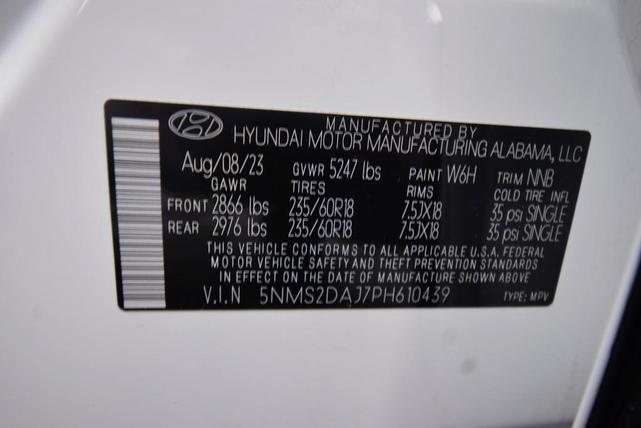 MANUFACTURED BY
HYUNDAI MOTOR MANUFACTURING ALABAMA, LLC
Aug/08/23 GVWR 5247 lbs PAINT W6H TRIM NNB
GAWR TIRES RIMS COLD TIRE INFL
FRONT 2866 lbs 235/60R18 7.5JX18 35 psi SINGLE
REAR 2976 lbs 235/60R18 7.5JX18 35 psi SINGLE
THIS VEHICLE CONFORMS TO ALL APPLICABLE U.S.A. FEDERAL
MOTOR VEHICLE SAFETY AND THEFT PREVENTION STANDARDS
IN EFFECT ON THE DATE OF MANUFACTURE SHOWN ABOVE
V.I.N 5NMS2DAJ7PH610439 TYPE: MPV